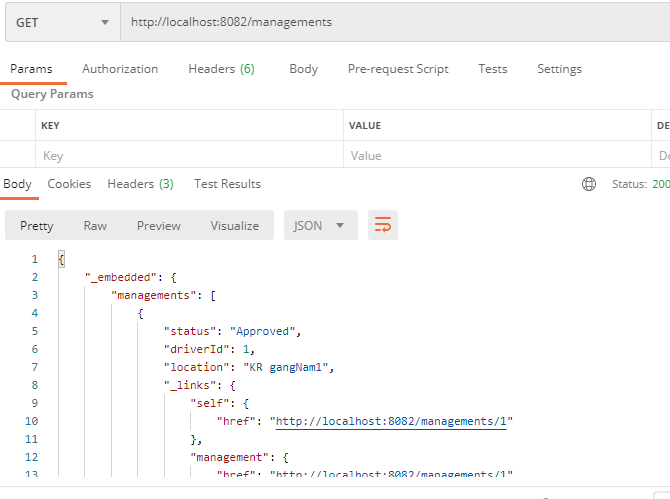 GET http://localhost:8082/managements
Params Authorization Headers (6) Body Pre-request Script Tests Settings
Query Params
KEY VALUE DE
Key Value De
Body Cookies Headers (3) Test Results Status: 200
Pretty Raw Preview Visualize JSON
1 {
2 "_embedded": {
3 "managements": [
4 {
5 "status": "Approved",
6 "driverId": 1,
7 "location": "KR gangNam1",
8 "_links": {
9 "self": {
10 "href": "http://localhost:8082/managements/1"
11 },
12 "management": {
13 "href": "http://localhost:8082/managements/1"